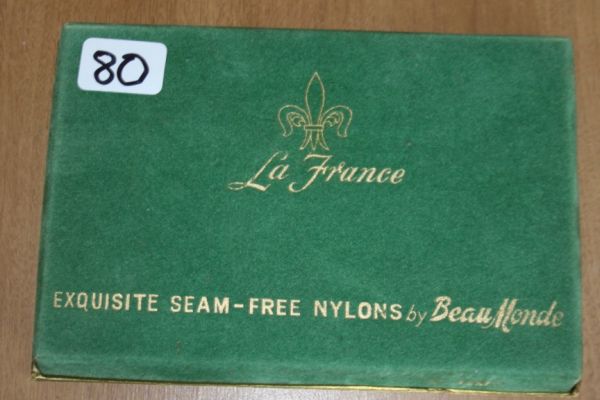 80
La France
EXQUISITE SEAM-FREE NYLONS by Beau Monde